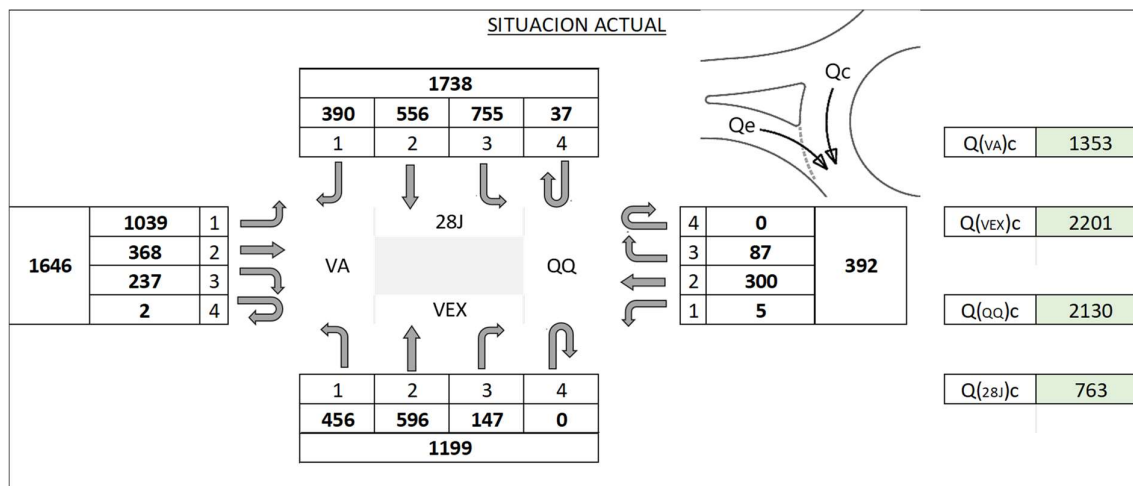 SITUACION ACTUAL
Qc
Qe
1738
390 556 755 37
1 2 3 4
Q(VA)c 1353
1646
1039 1
368 2
237 3
2 4
28J
VA QQ
VEX
4 0
3 87
2 300
1 5
392
Q(VEX)c 2201
Q(QQ)c 2130
1 2 3 4
456 596 147 0
1199
Q(28J)c 763